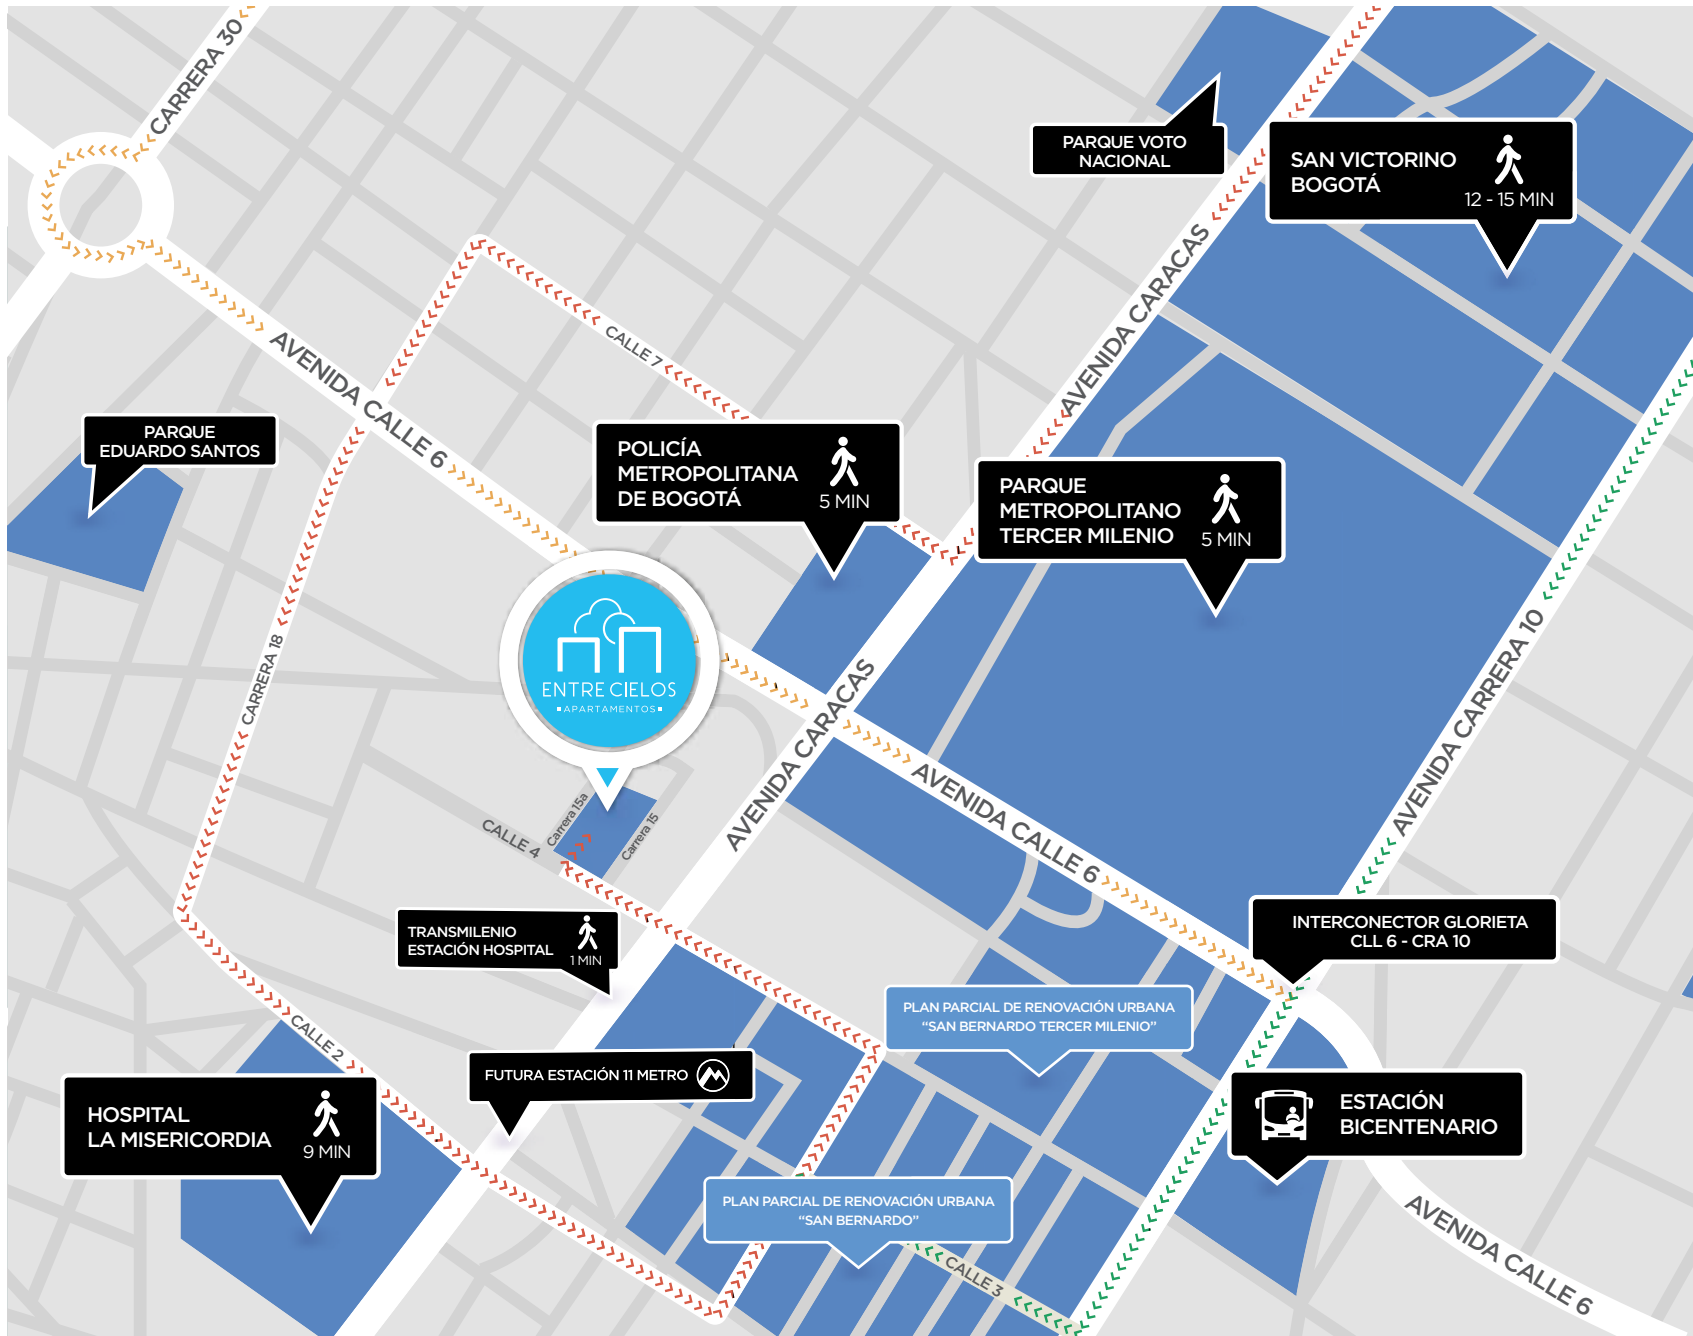 CARRERA 30
PARQUE VOTO
NACIONAL
SAN VICTORINO
BOGOTÁ
12 - 15 MIN
AVENIDA CARACAS
CALLE 7
AVENIDA CALLE 6
PARQUE
EDUARDO SANTOS
POLICÍA
METROPOLITANA
DE BOGOTÁ
5 MIN
PARQUE
METROPOLITANO
TERCER MILENIO
5 MIN
CARRERA 18
ENTRE CIELOS
APARTAMENTOS
AVENIDA CARACAS
AVENIDA CARRERA 10
AVENIDA CALLE 6
CALLE 4
Carrera 15a
Carrera 15
TRANSMILENIO
ESTACIÓN HOSPITAL
1 MIN
INTERCONECTOR GLORIETA
CLL 6 - CRA 10
PLAN PARCIAL DE RENOVACIÓN URBANA
“SAN BERNARDO TERCER MILENIO”
CALLE 2
FUTURA ESTACIÓN 11 METRO
HOSPITAL
LA MISERICORDIA
9 MIN
ESTACIÓN
BICENTENARIO
PLAN PARCIAL DE RENOVACIÓN URBANA
“SAN BERNARDO”
CALLE 3
AVENIDA CALLE 6